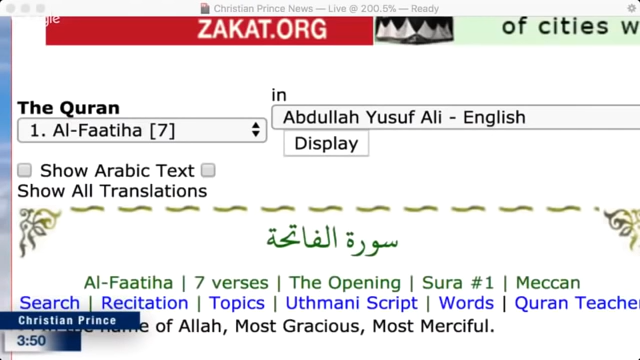 Christian Prince News — Live @ 200.5% — Ready
ZAKAT.ORG
of cities w
in
The Quran
Abdullah Yusuf Ali - English
1. Al-Faatiha [7]
Display
Show Arabic Text
Show All Translations
سورة الفاتحة
Al-Faatiha | 7 verses | The Opening | Sura #1 | Meccan
Search | Recitation | Topics | Uthmani Script | Words | Quran Teacher
Christian Prince
name of Allah, Most Gracious, Most Merciful.
3:50